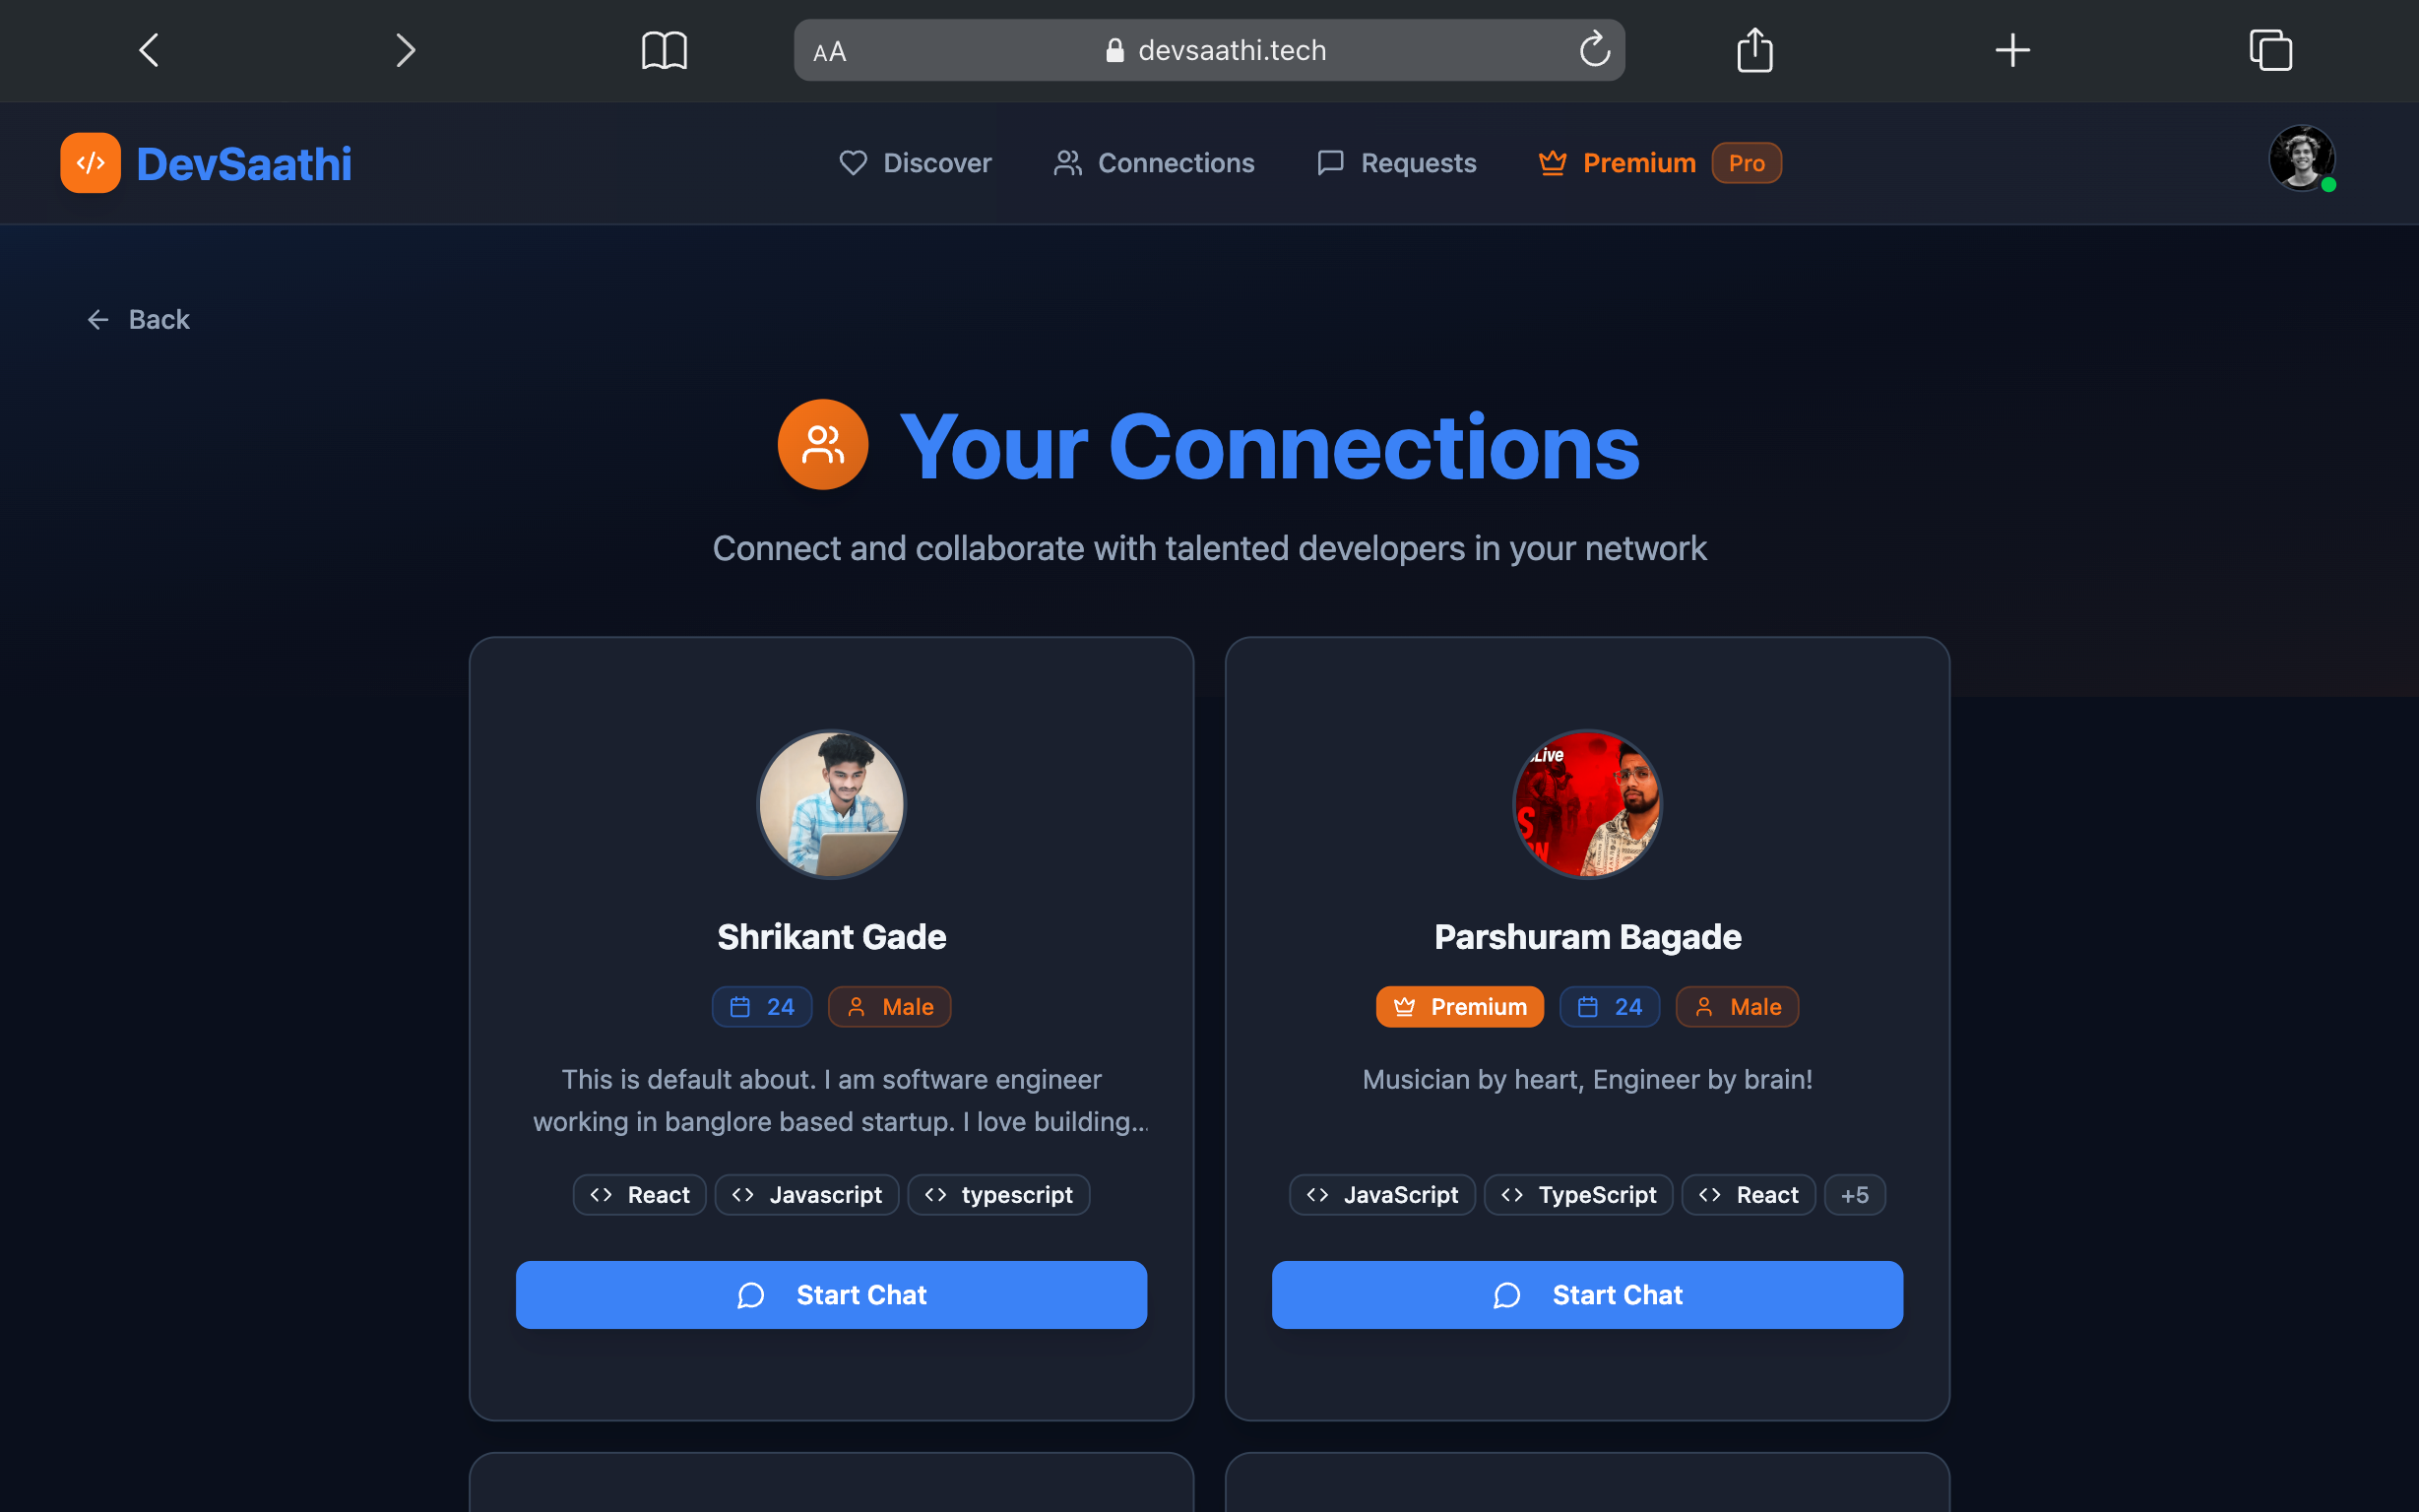 AA devsaathi.tech
</> DevSaathi Discover Connections Requests Premium Pro
Back
Your Connections
Connect and collaborate with talented developers in your network
Live
S
Shrikant Gade
24 Male
This is default about. I am software engineer
working in banglore based startup. I love building...
<> React <> Javascript <> typescript
Start Chat
Parshuram Bagade
Premium 24 Male
Musician by heart, Engineer by brain!
<> JavaScript <> TypeScript <> React +5
Start Chat